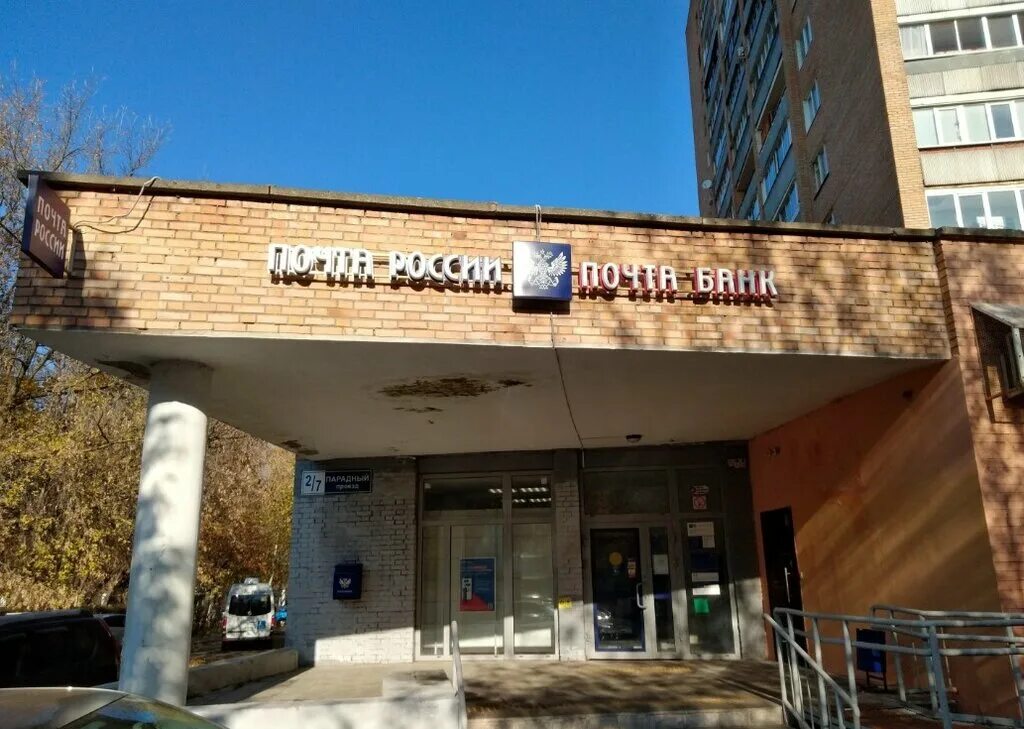 ПОЧТА РОССИИ
ПОЧТА РОССИИ ПОЧТА БАНК
2/7 ПАРАДНЫЙ
проезд